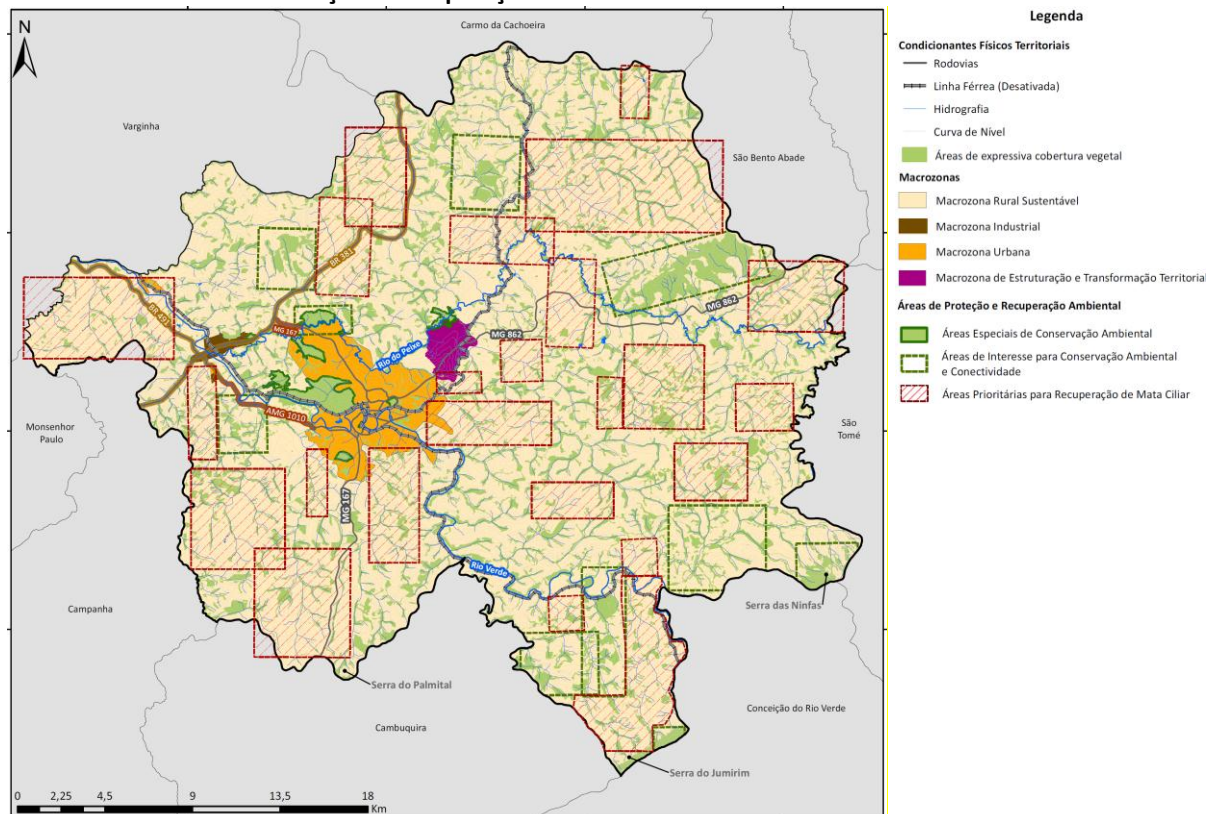 N
Carmo da Cachoeira
Varginha
São Bento Abade
BR 381
MG 862
BR 491
MG 167
MG 862
Rio do Peixe
AMG 1010
Monsenhor
Paulo
São
Tomé
MG 167
Rio Verde
Campanha
Serra das Ninfas
Serra do Palmital
Cambuquira
Conceição do Rio Verde
Serra do Jumirim
0 2,25 4,5 9 13,5 18
Km
Legenda
Condicionantes Físicos Territoriais
Rodovias
Linha Férrea (Desativada)
Hidrografia
Curva de Nível
Áreas de expressiva cobertura vegetal
Macrozonas
Macrozona Rural Sustentável
Macrozona Industrial
Macrozona Urbana
Macrozona de Estruturação e Transformação Territorial
Áreas de Proteção e Recuperação Ambiental
Áreas Especiais de Conservação Ambiental
Áreas de Interesse para Conservação Ambiental
e Conectividade
Áreas Prioritárias para Recuperação de Mata Ciliar